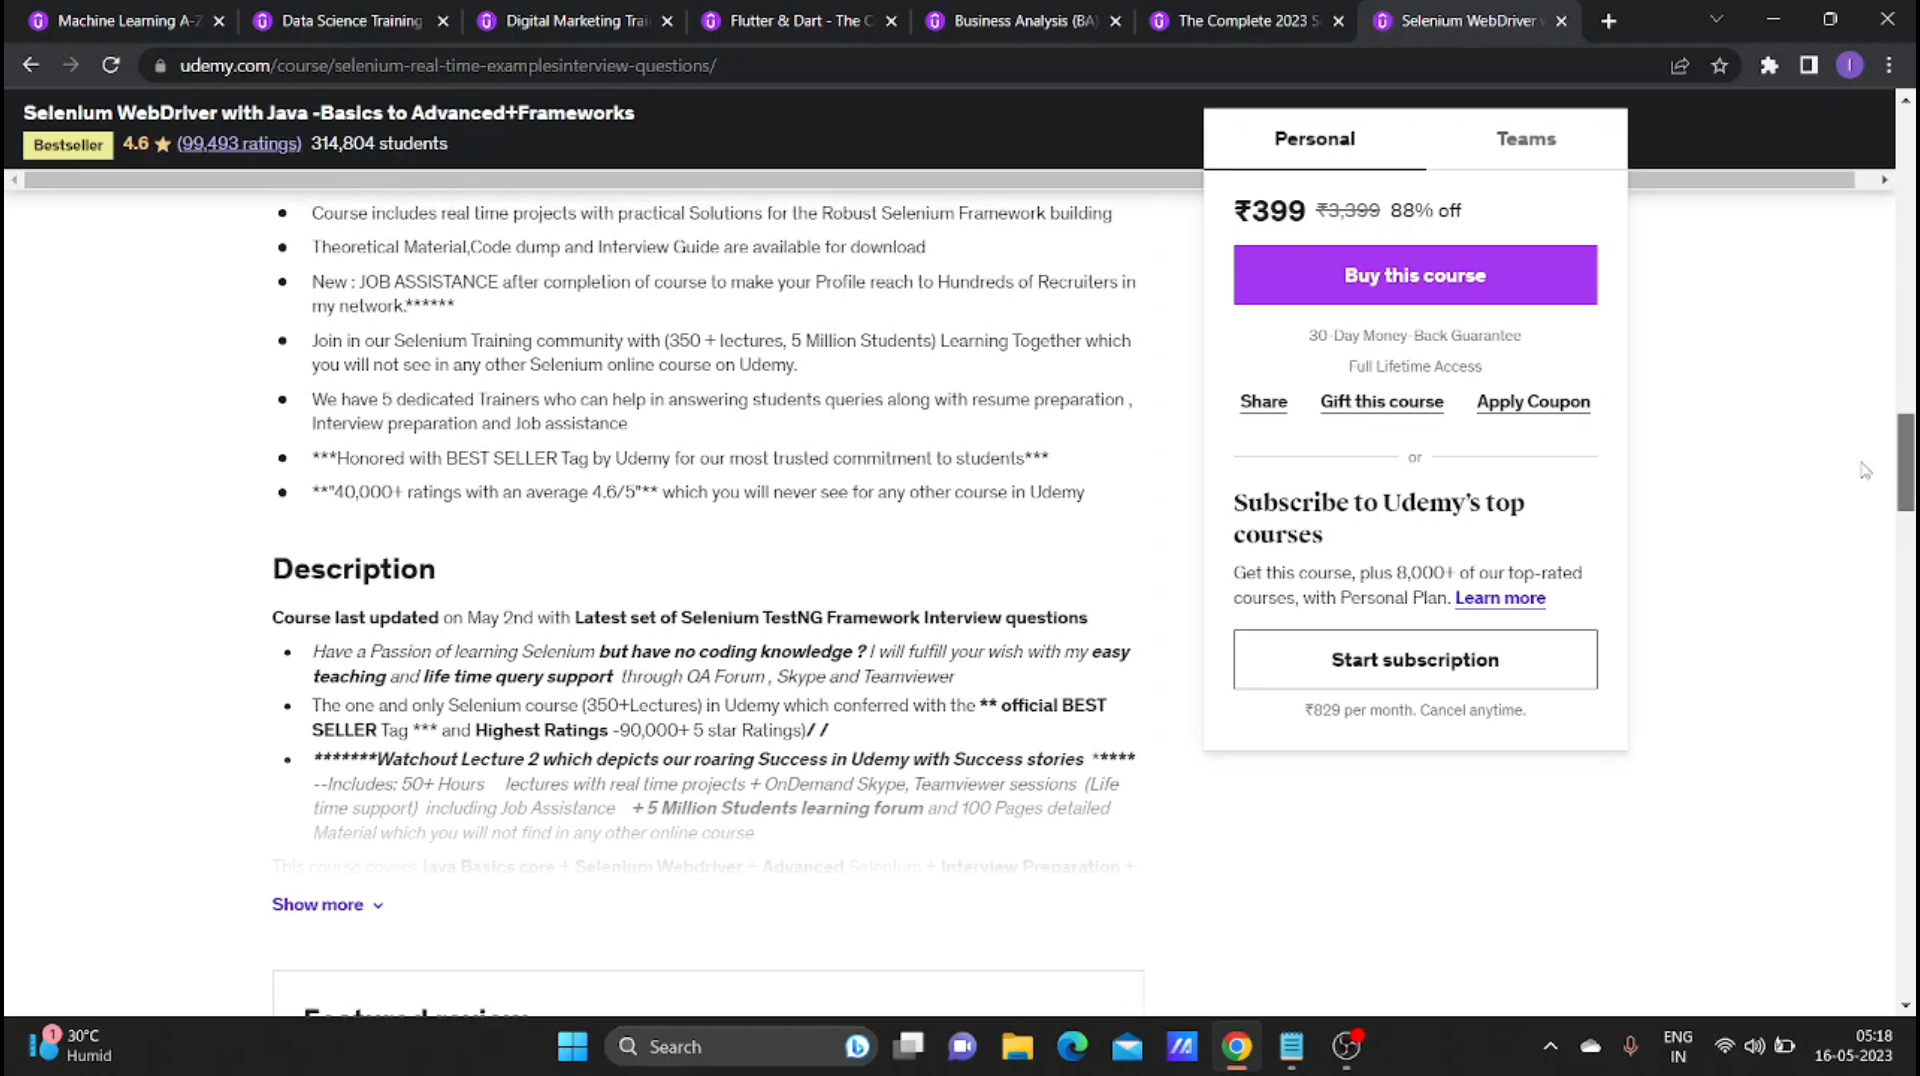 Machine Learning A-Z
Data Science Training
Digital Marketing Trai
Flutter & Dart - The C
Business Analysis (BA)
The Complete 2023 S
Selenium WebDriver
udemy.com/course/selenium-real-time-examplesinterview-questions/
I
Selenium WebDriver with Java -Basics to Advanced+Frameworks
Bestseller 4.6 (99,493 ratings) 314,804 students
Course includes real time projects with practical Solutions for the Robust Selenium Framework building
Theoretical Material,Code dump and Interview Guide are available for download
New : JOB ASSISTANCE after completion of course to make your Profile reach to Hundreds of Recruiters in
my network.******
Join in our Selenium Training community with (350 + lectures, 5 Million Students) Learning Together which
you will not see in any other Selenium online course on Udemy.
We have 5 dedicated Trainers who can help in answering students queries along with resume preparation ,
Interview preparation and Job assistance
***Honored with BEST SELLER Tag by Udemy for our most trusted commitment to students***
**"40,000+ ratings with an average 4.6/5"** which you will never see for any other course in Udemy
Description
Course last updated on May 2nd with Latest set of Selenium TestNG Framework Interview questions
Have a Passion of learning Selenium but have no coding knowledge ? I will fulfill your wish with my easy
teaching and life time query support through QA Forum , Skype and Teamviewer
The one and only Selenium course (350+Lectures) in Udemy which conferred with the ** official BEST
SELLER Tag *** and Highest Ratings -90,000+ 5 star Ratings)//
*******Watchout Lecture 2 which depicts our roaring Success in Udemy with Success stories *****
--Includes: 50+ Hours lectures with real time projects + OnDemand Skype, Teamviewer sessions (Life
time support) including Job Assistance + 5 Million Students learning forum and 100 Pages detailed
Material which you will not find in any other online course
This course covers Java Basics core + Selenium Webdriver + Advanced Selenium + Interview Preparation +
Show more
Featured review
Personal
Teams
₹399 ₹3,399 88% off
Buy this course
30-Day Money-Back Guarantee
Full Lifetime Access
Share Gift this course Apply Coupon
or
Subscribe to Udemy's top
courses
Get this course, plus 8,000+ of our top-rated
courses, with Personal Plan. Learn more
Start subscription
₹829 per month. Cancel anytime.
1
30°C
Humid
Search
ENG
IN
05:18
16-05-2023